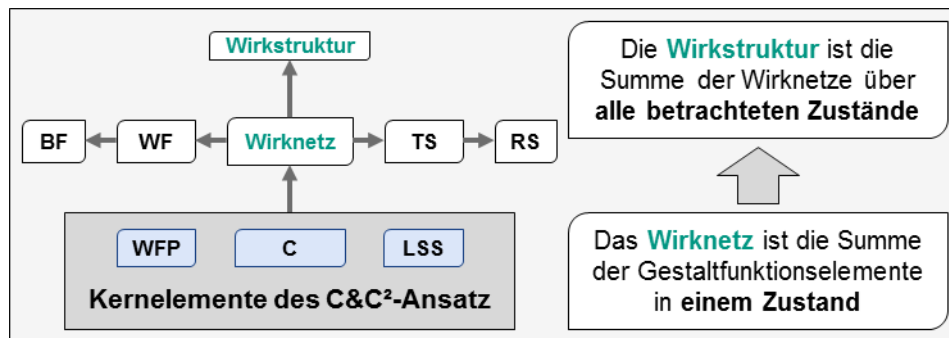 Wirkstruktur
BF
WF
Wirknetz
TS
RS
WFP
C
LSS
Kernelemente des C&C²-Ansatz
Die Wirkstruktur ist die
Summe der Wirknetze über
alle betrachteten Zustände
Das Wirknetz ist die Summe
der Gestaltfunktionselemente
in einem Zustand